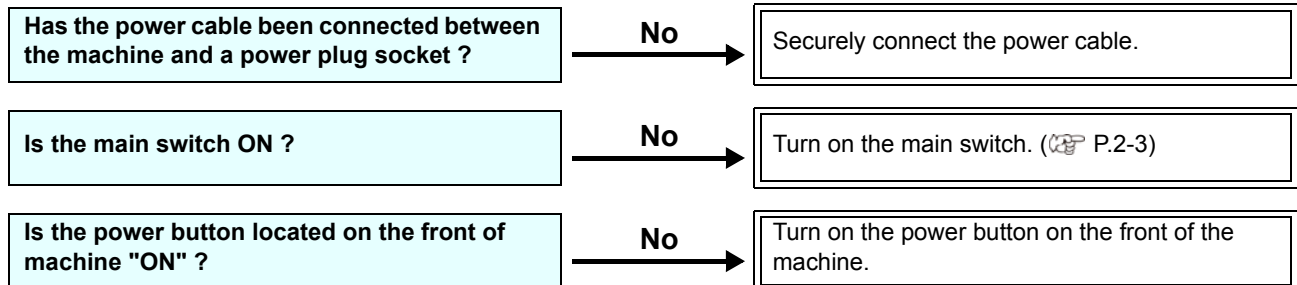 Has the power cable been connected between
the machine and a power plug socket ?
No
Securely connect the power cable.
Is the main switch ON ?
No
Turn on the main switch. ( P.2-3)
Is the power button located on the front of
machine "ON" ?
No
Turn on the power button on the front of the
machine.